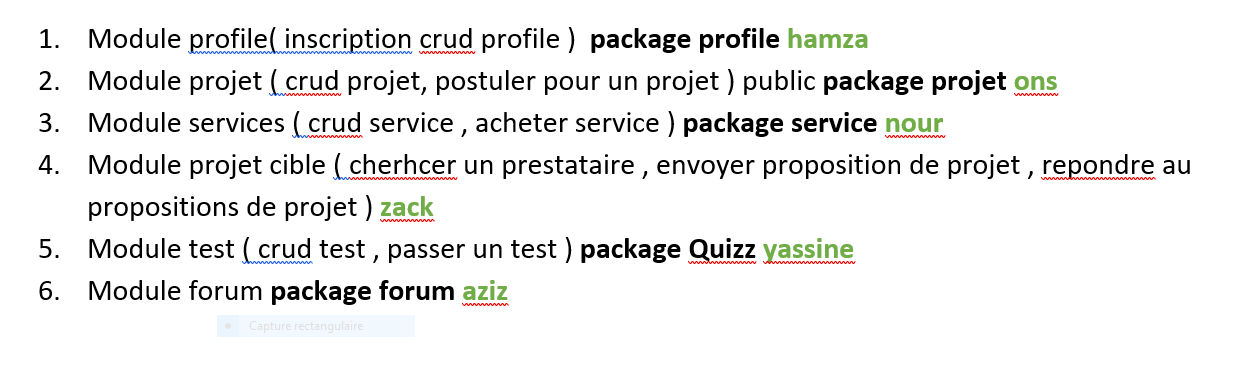 1. Module profile( inscription crud profile ) package profile hamza
2. Module projet ( crud projet, postuler pour un projet ) public package projet ons
3. Module services ( crud service , acheter service ) package service nour
4. Module projet cible ( cherhcer un prestataire , envoyer proposition de projet , repondre au
propositions de projet ) zack
5. Module test ( crud test , passer un test ) package Quizz yassine
6. Module forum package forum aziz
Capture rectangulaire